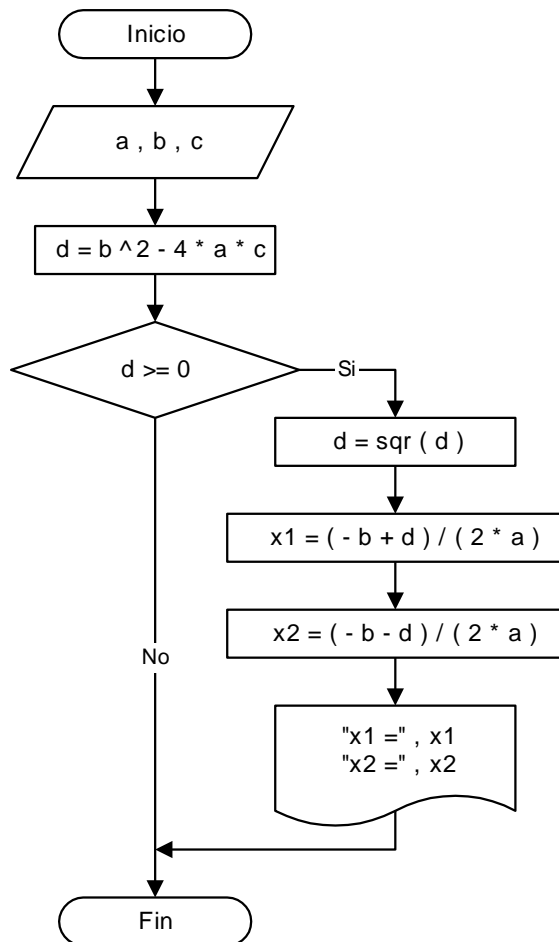 Inicio
a , b , c
d = b ^ 2 - 4 * a * c
d >= 0
Si
d = sqr ( d )
x1 = ( - b + d ) / ( 2 * a )
x2 = ( - b - d ) / ( 2 * a )
No
"x1 =" , x1
"x2 =" , x2
Fin